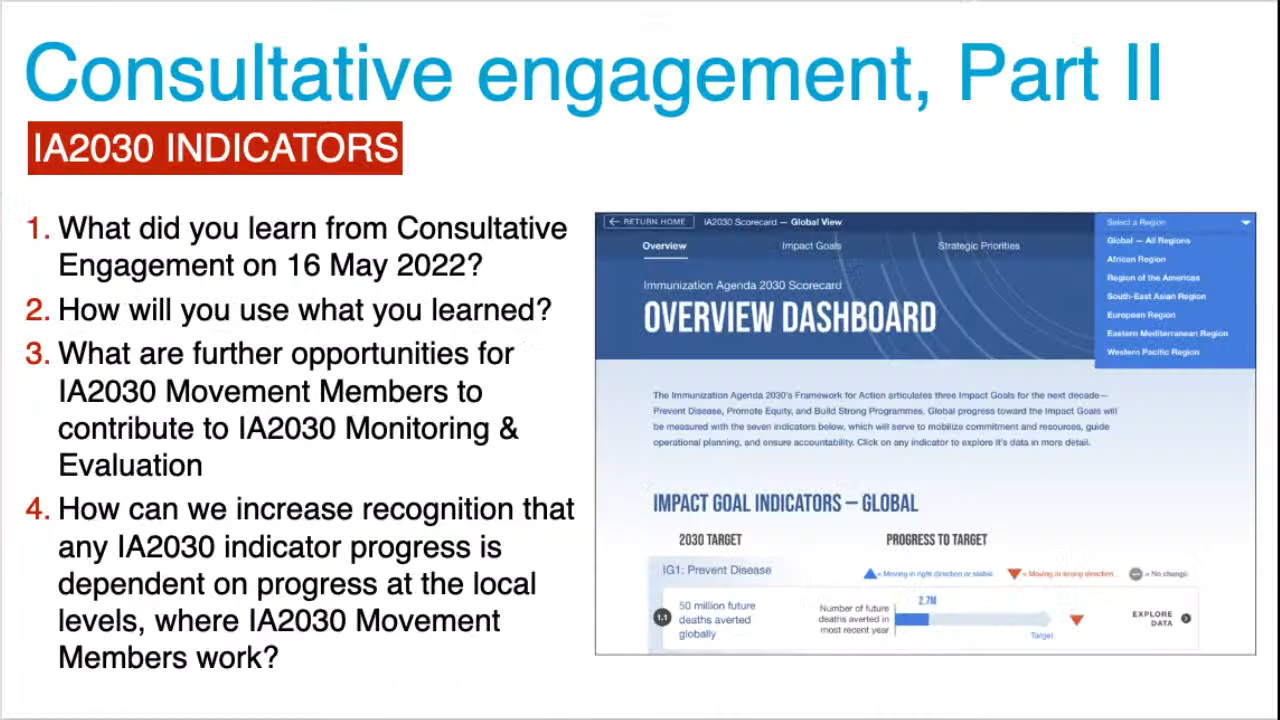 Consultative engagement, Part II
IA2030 INDICATORS
1. What did you learn from Consultative
Engagement on 16 May 2022?
2. How will you use what you learned?
3. What are further opportunities for
IA2030 Movement Members to
contribute to IA2030 Monitoring &
Evaluation
4. How can we increase recognition that
any IA2030 indicator progress is
dependent on progress at the local
levels, where IA2030 Movement
Members work?
← RETURN HOME
IA2030 Scorecard — Global View
Overview
Impact Goals
Strategic Priorities
Select a Region
Global — All Regions
African Region
Region of the Americas
South-East Asian Region
European Region
Eastern Mediterranean Region
Western Pacific Region
Immunization Agenda 2030 Scorecard
OVERVIEW DASHBOARD
The Immunization Agenda 2030's Framework for Action articulates three Impact Goals for the next decade—
Prevent Disease, Promote Equity, and Build Strong Programmes. Global progress toward the Impact Goals will
be measured with the seven indicators below, which will serve to mobilize commitment and resources, guide
operational planning, and ensure accountability. Click on any indicator to explore it's data in more detail.
IMPACT GOAL INDICATORS — GLOBAL
2030 TARGET
PROGRESS TO TARGET
IG1: Prevent Disease
= Moving in right direction or stable
= Moving in wrong direction
= No change
1.1
50 million future
deaths averted
globally
Number of future
deaths averted in
most recent year
2.7M
Target
EXPLORE
DATA